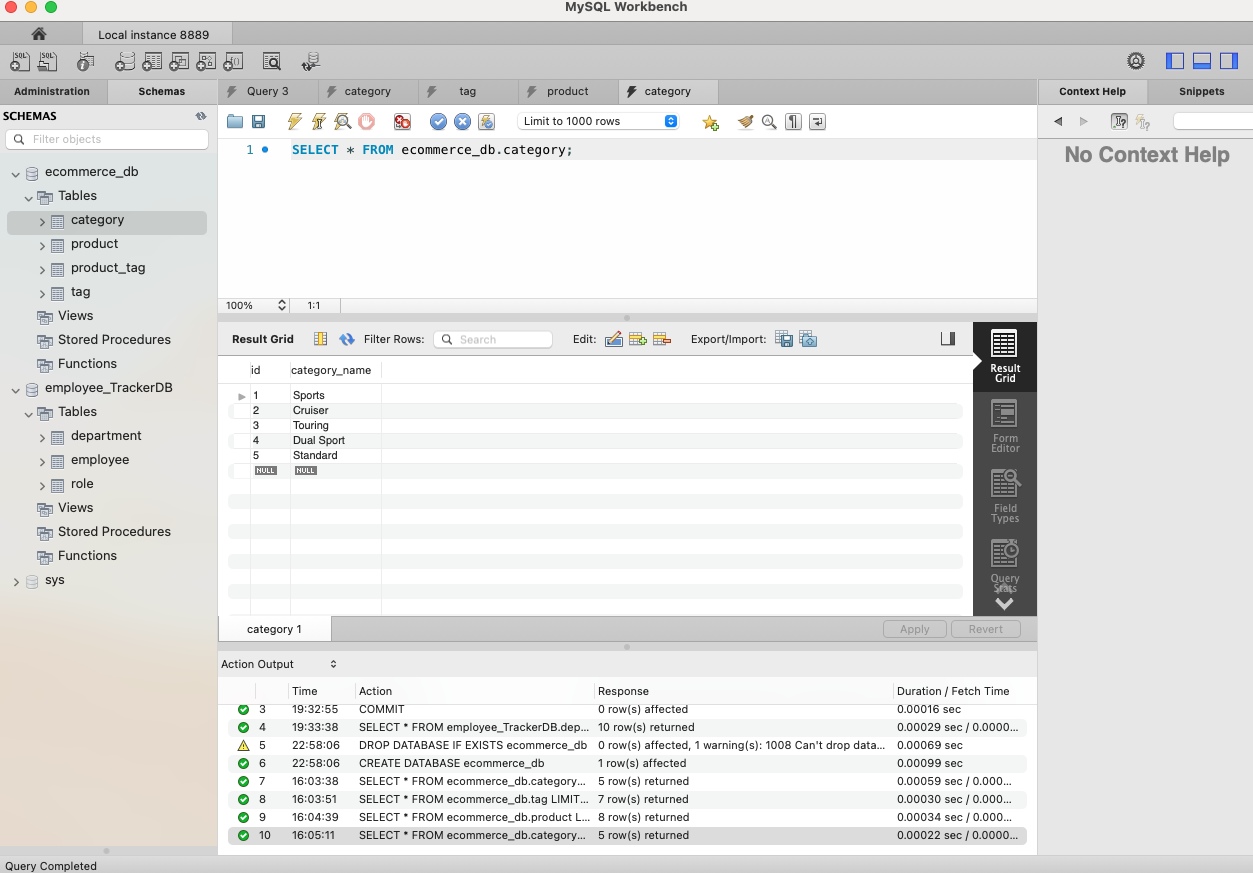 MySQL Workbench
Local instance 8889
Administration Schemas
Query 3 category tag product category
Context Help Snippets
SCHEMAS
Filter objects
ecommerce_db
Tables
category
product
product_tag
tag
Views
Stored Procedures
Functions
employee_TrackerDB
Tables
department
employee
role
Views
Stored Procedures
Functions
sys
Limit to 1000 rows
1 SELECT * FROM ecommerce_db.category;
100% 1:1
No Context Help
Result Grid Filter Rows: Search Edit: Export/Import:
id category_name
1 Sports
2 Cruiser
3 Touring
4 Dual Sport
5 Standard
NULL NULL
Result Grid
Form Editor
Field Types
Query Stats
category 1 Apply Revert
Action Output
Time Action Response Duration / Fetch Time
3 19:32:55 COMMIT 0 row(s) affected 0.00016 sec
4 19:33:38 SELECT * FROM employee_TrackerDB.dep... 10 row(s) returned 0.00029 sec / 0.0000...
5 22:58:06 DROP DATABASE IF EXISTS ecommerce_db 0 row(s) affected, 1 warning(s): 1008 Can't drop data... 0.00069 sec
6 22:58:06 CREATE DATABASE ecommerce_db 1 row(s) affected 0.00099 sec
7 16:03:38 SELECT * FROM ecommerce_db.category... 5 row(s) returned 0.00059 sec / 0.000...
8 16:03:51 SELECT * FROM ecommerce_db.tag LIMIT... 7 row(s) returned 0.00030 sec / 0.000...
9 16:04:39 SELECT * FROM ecommerce_db.product L... 8 row(s) returned 0.00034 sec / 0.000...
10 16:05:11 SELECT * FROM ecommerce_db.category... 5 row(s) returned 0.00022 sec / 0.0000...
Query Completed